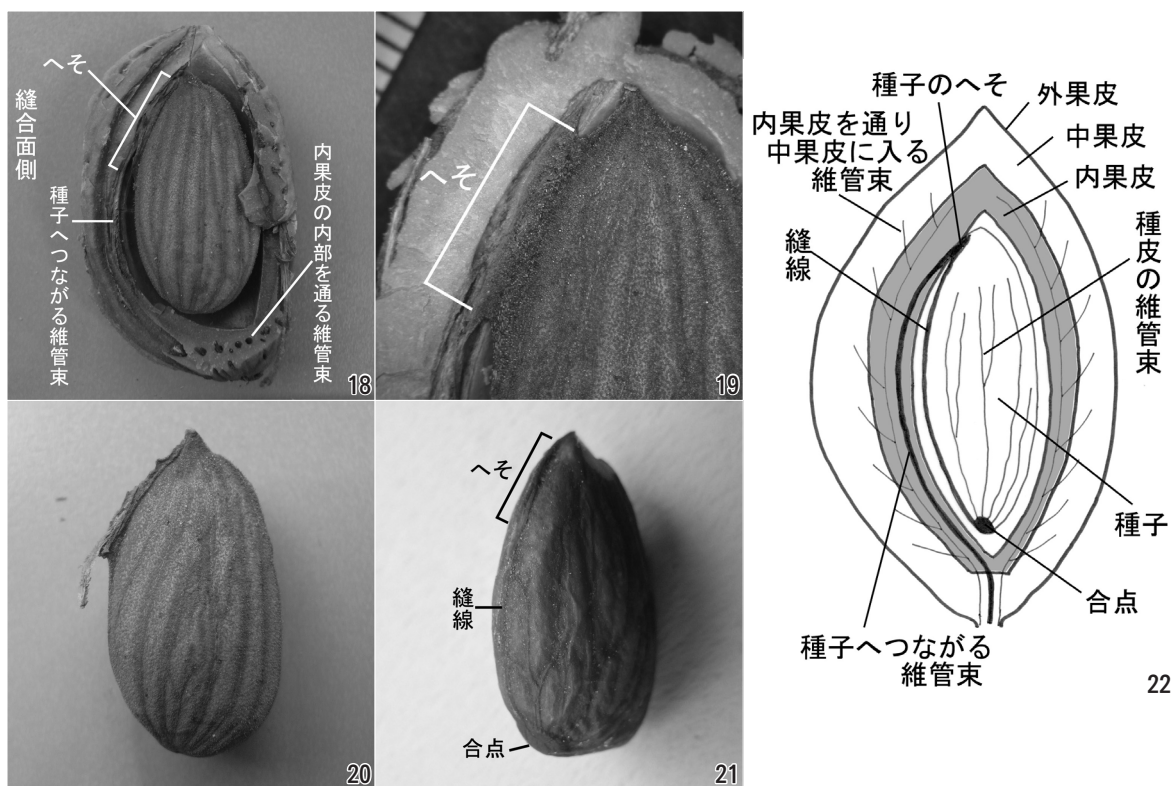 へそ
縫合面側
種子へつながる維管束
内果皮の内部を通る維管束
18
へそ
19
20
へそ
縫線
合点
21
種子のへそ
外果皮
内果皮を通り
中果皮に入る
維管束
中果皮
内果皮
縫線
種皮の維管束
種子
合点
種子へつながる
維管束
22